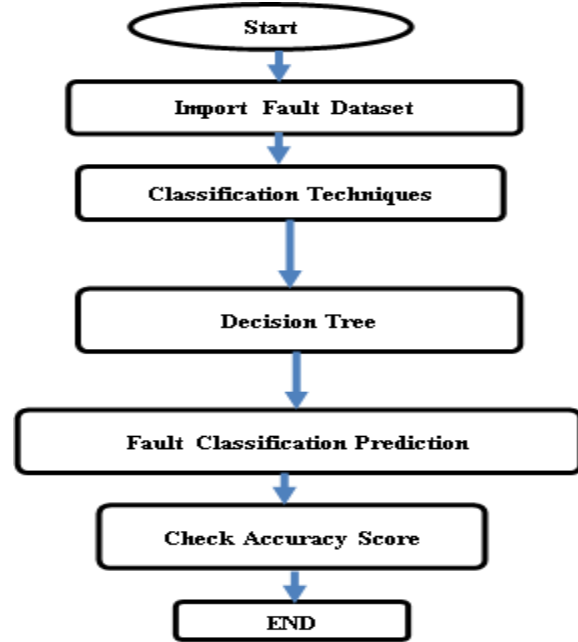 Start
Import Fault Dataset
Classification Techniques
Decision Tree
Fault Classification Prediction
Check Accuracy Score
END